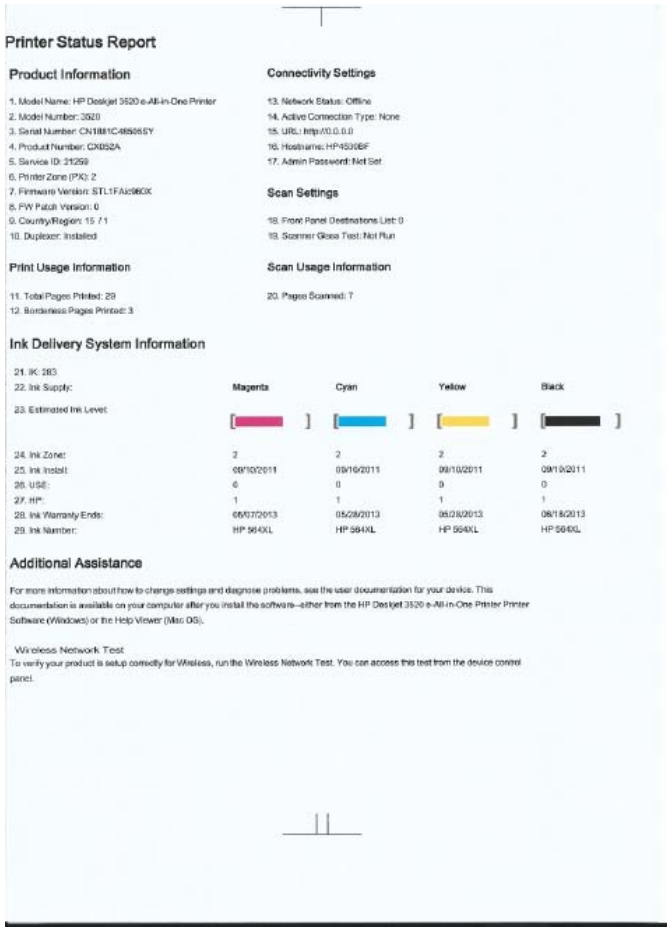 Printer Status Report
Product Information
1. Model Name: HP Deskjet 3520 e-All-in-One Printer
2. Model Number: 3520
3. Serial Number:
4. Product Number: CX052A
5. Service ID: 21259
6. Printer Zone (PX): 2
7. Firmware Version:
8. FW Patch Version: 0
9. Country/Region: 15 / 1
10. Duplexer: Installed
Print Usage Information
11. Total Pages Printed: 29
12. Borderless Pages Printed: 3
Connectivity Settings
13. Network Status: Offline
14. Active Connection Type: None
15. URL: http://0.0.0.0
16. Hostname:
17. Admin Password: Not Set
Scan Settings
18. Front Panel Destinations List: 0
19. Scanner Glass Test: Not Run
Scan Usage Information
20. Pages Scanned: 7
Ink Delivery System Information
21. IK: 283
22. Ink Supply: Magenta Cyan Yellow Black
23. Estimated Ink Level: [ ] [ ] [ ] [ ]
24. Ink Zone: 2 2 2 2
25. Ink Install: 09/10/2011 09/10/2011 09/10/2011 09/10/2011
26. USE: 0 0 0 0
27. HP: 1 1 1 1
28. Ink Warranty Ends: 06/07/2013 05/28/2013 05/28/2013 06/18/2013
29. Ink Number: HP 564XL HP 564XL HP 564XL HP 564XL
Additional Assistance
For more information about how to change settings and diagnose problems, see the user documentation for your device. This
documentation is available on your computer after you install the software--either from the HP Deskjet 3520 e-All-in-One Printer Printer
Software (Windows) or the Help Viewer (Mac OS).
Wireless Network Test
To verify your product is setup correctly for Wireless, run the Wireless Network Test. You can access this test from the device control
panel.